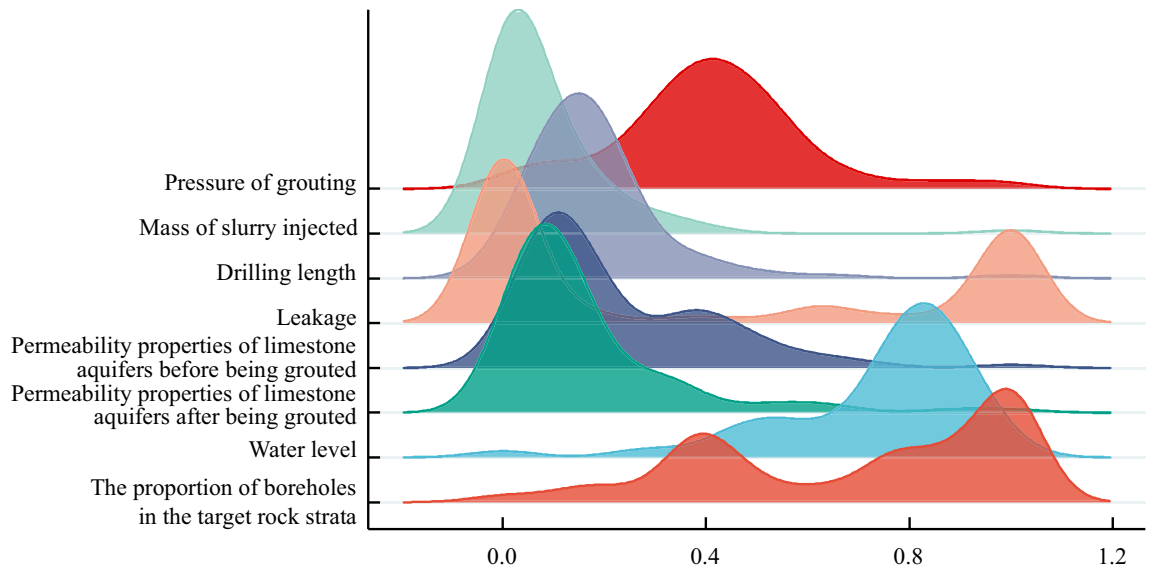 Pressure of grouting
Mass of slurry injected
Drilling length
Leakage
Permeability properties of limestone
aquifers before being grouted
Permeability properties of limestone
aquifers after being grouted
Water level
The proportion of boreholes
in the target rock strata
0.0 0.4 0.8 1.2